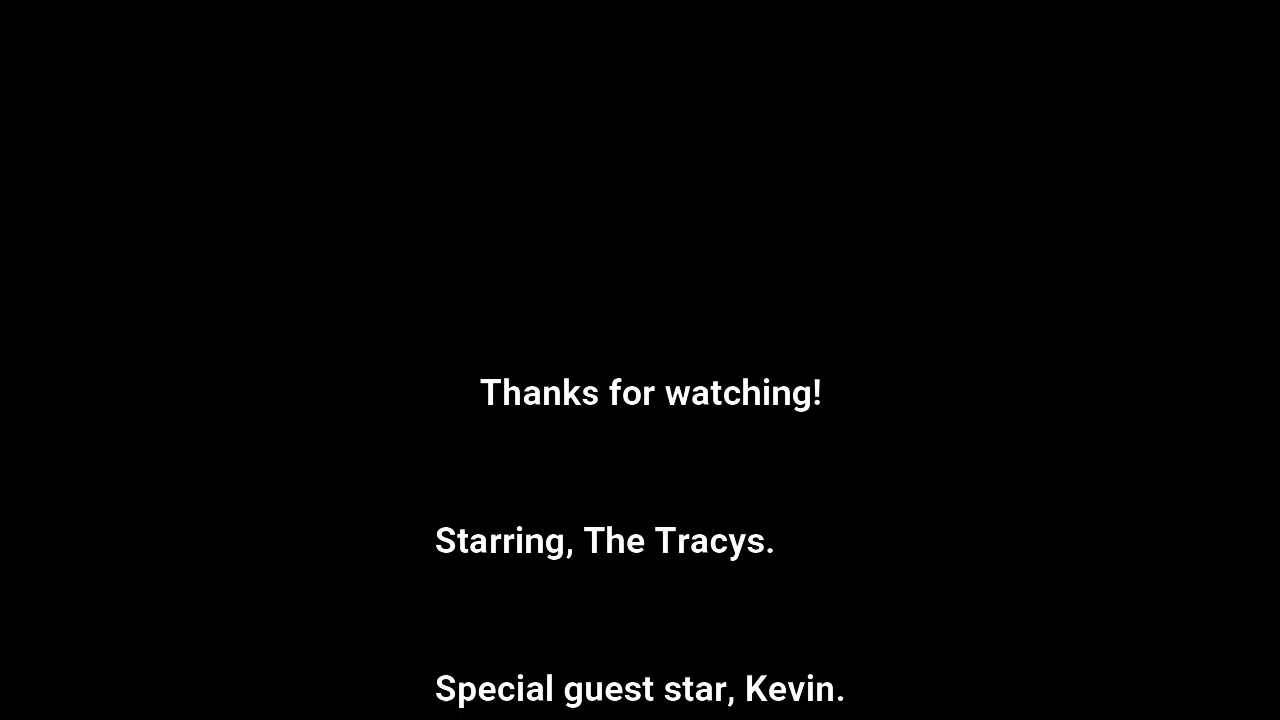 Thanks for watching!
Starring, The Tracys.
Special guest star, Kevin.